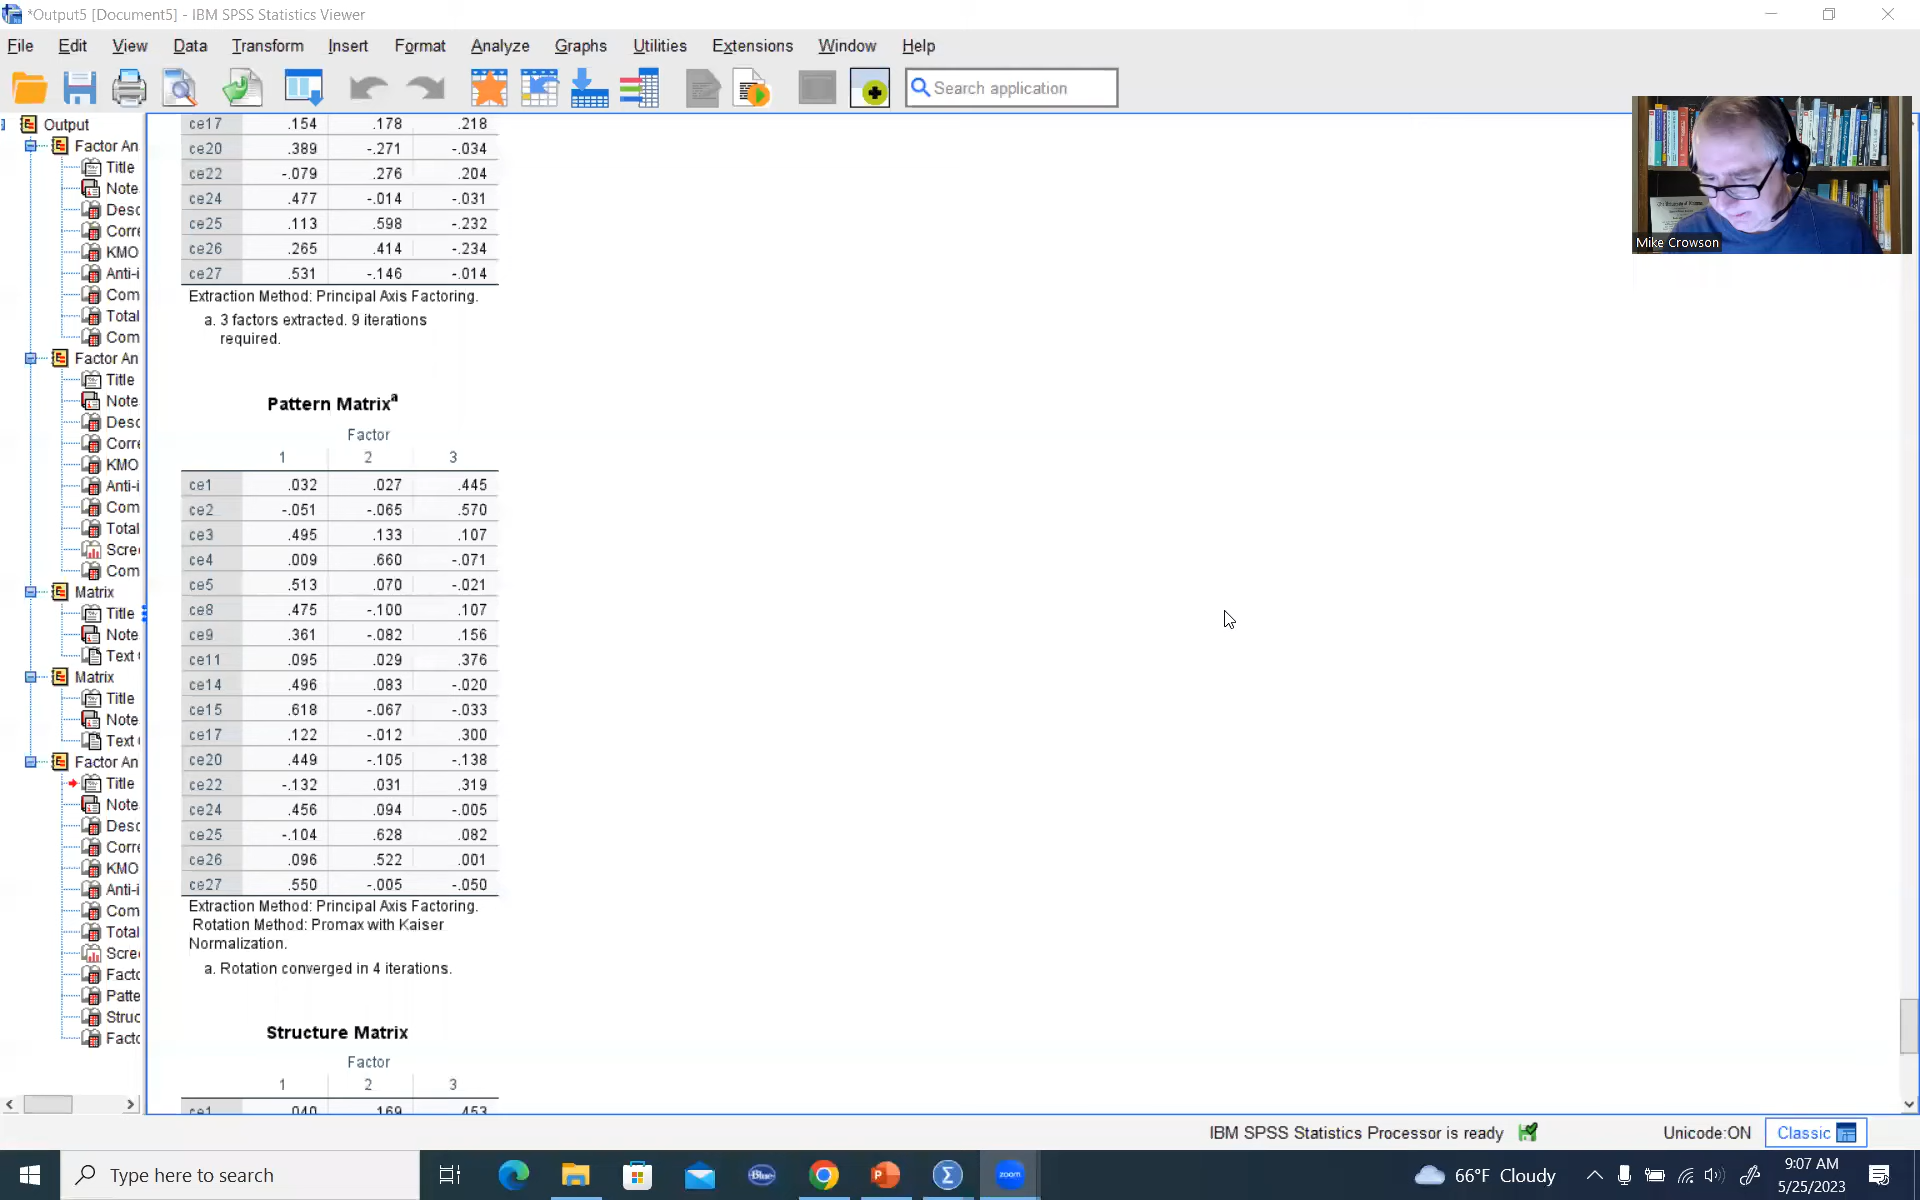 *Output5 [Document5] - IBM SPSS Statistics Viewer
File Edit View Data Transform Insert Format Analyze Graphs Utilities Extensions Window Help
Search application
Output
Factor An
Title
Note
Desc
Corre
KMO
Anti-i
Com
Total
Com
Factor An
Title
Note
Desc
Corre
KMO
Anti-i
Com
Total
Scree
Com
Matrix
Title
Note
Text
Matrix
Title
Note
Text
Factor An
Title
Note
Desc
Corre
KMO
Anti-i
Com
Total
Scree
Facto
Patte
Struc
Facto
ce17 .154 .178 .218
ce20 .389 -.271 -.034
ce22 -.079 .276 .204
ce24 .477 -.014 -.031
ce25 .113 .598 -.232
ce26 .265 .414 -.234
ce27 .531 -.146 -.014
Extraction Method: Principal Axis Factoring.
a. 3 factors extracted. 9 iterations
required.
Pattern Matrixa
Factor
1 2 3
ce1 .032 .027 .445
ce2 -.051 -.065 .570
ce3 .495 .133 .107
ce4 .009 .660 -.071
ce5 .513 .070 -.021
ce8 .475 -.100 .107
ce9 .361 -.082 .156
ce11 .095 .029 .376
ce14 .496 .083 -.020
ce15 .618 -.067 -.033
ce17 .122 -.012 .300
ce20 .449 -.105 -.138
ce22 -.132 .031 .319
ce24 .456 .094 -.005
ce25 -.104 .628 .082
ce26 .096 .522 .001
ce27 .550 -.005 -.050
Extraction Method: Principal Axis Factoring.
Rotation Method: Promax with Kaiser
Normalization.
a. Rotation converged in 4 iterations.
Structure Matrix
Factor
1 2 3
ce1 .040 .169 .453
Mike Crowson
IBM SPSS Statistics Processor is ready
Unicode:ON
Classic
Type here to search
Blue
zoom
66°F Cloudy
9:07 AM
5/25/2023